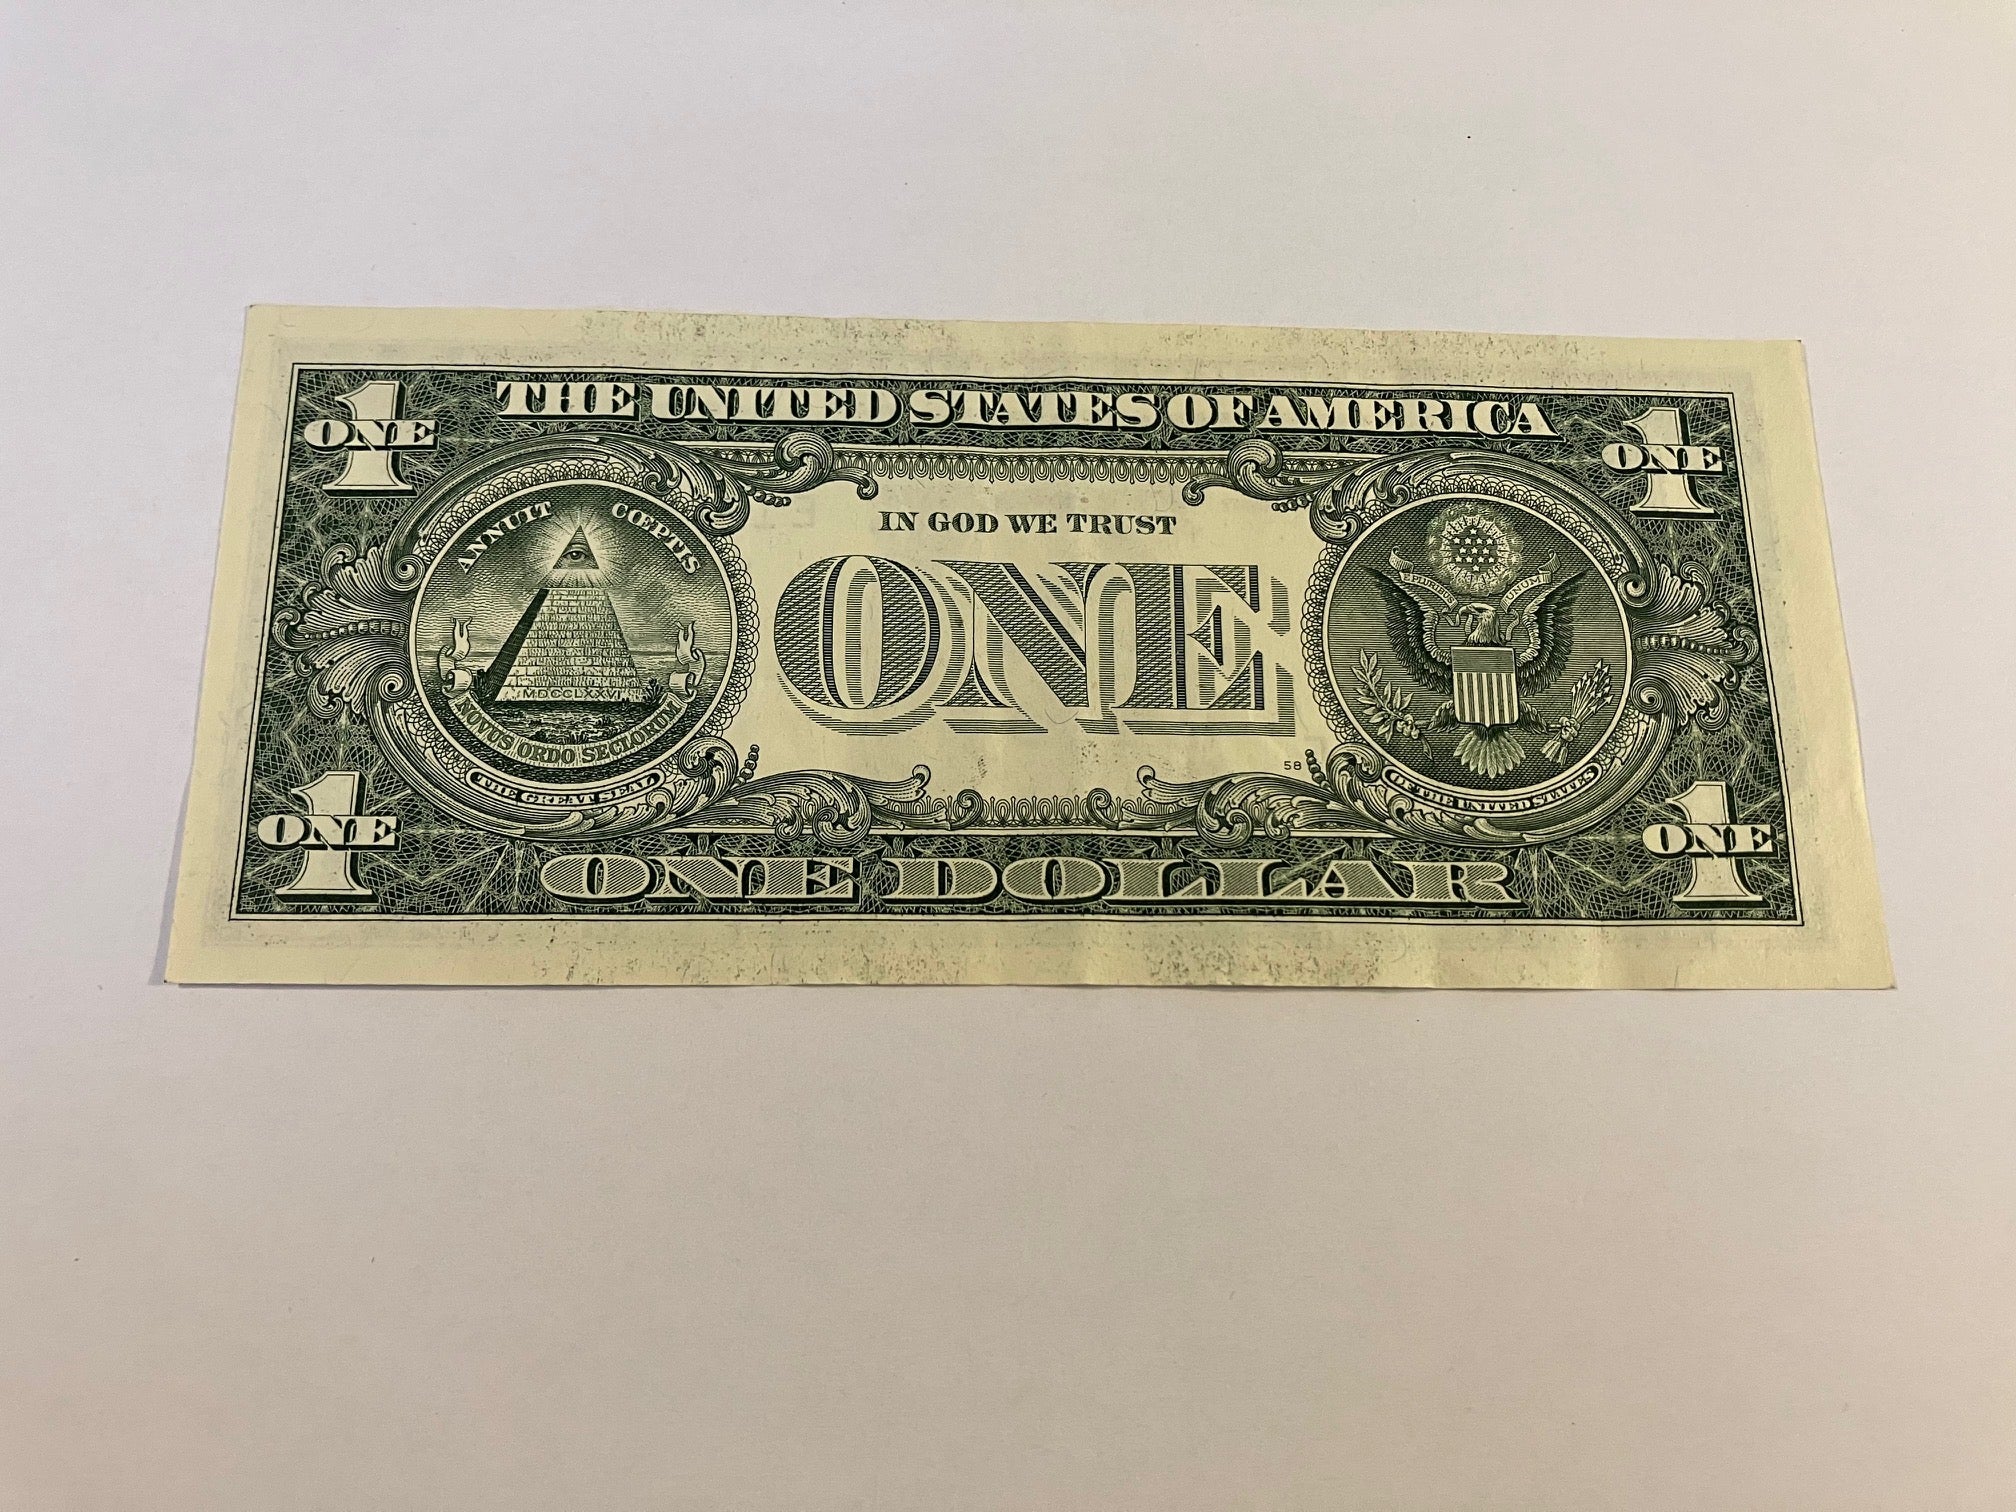 1 ONE
THE UNITED STATES OF AMERICA
1 ONE
ANNUIT CŒPTIS
MDCCLXXVI
NOVUS ORDO SECLORUM
THE GREAT SEAL
IN GOD WE TRUST
ONE
58
E PLURIBUS UNUM
OF THE UNITED STATES
1 ONE
ONE DOLLAR
1 ONE